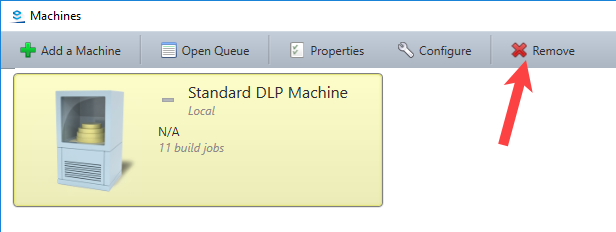 Machines
Add a Machine Open Queue Properties Configure Remove
Standard DLP Machine
Local
N/A
11 build jobs